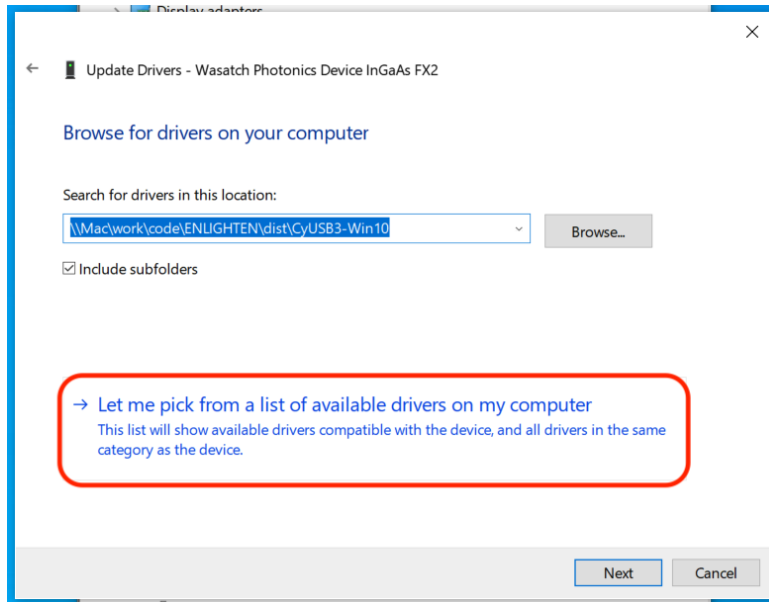 Display adapters
Update Drivers - Wasatch Photonics Device InGaAs FX2
Browse for drivers on your computer
Search for drivers in this location:
\\Mac\work\code\ENLIGHTEN\dist\CyUSB3-Win10
Browse...
Include subfolders
Let me pick from a list of available drivers on my computer
This list will show available drivers compatible with the device, and all drivers in the same
category as the device.
Next
Cancel